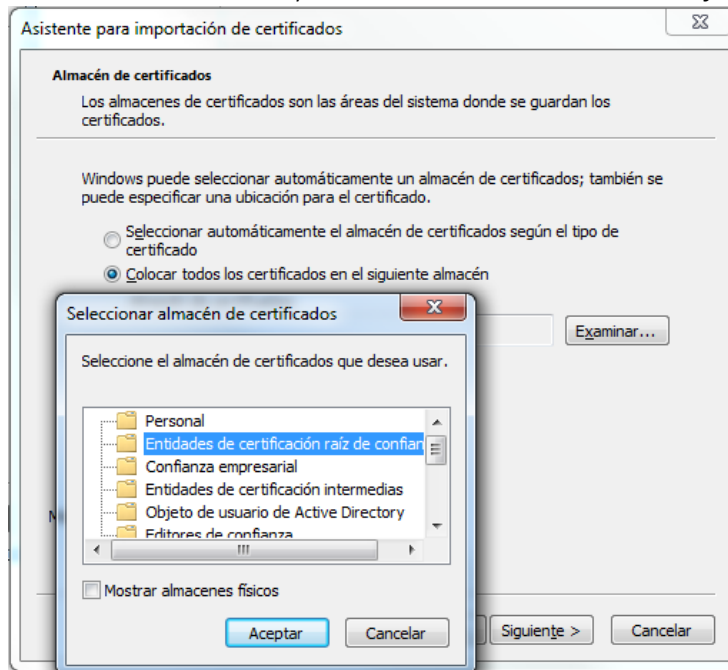 Asistente para importación de certificados
Almacén de certificados
Los almacenes de certificados son las áreas del sistema donde se guardan los
certificados.
Windows puede seleccionar automáticamente un almacén de certificados; también se
puede especificar una ubicación para el certificado.
Seleccionar automáticamente el almacén de certificados según el tipo de
certificado
Colocar todos los certificados en el siguiente almacén
Examinar...
Seleccionar almacén de certificados
Seleccione el almacén de certificados que desea usar.
Personal
Entidades de certificación raíz de confian
Confianza empresarial
Entidades de certificación intermedias
Objeto de usuario de Active Directory
Editores de confianza
Mostrar almacenes físicos
Aceptar
Cancelar
Siguiente >
Cancelar